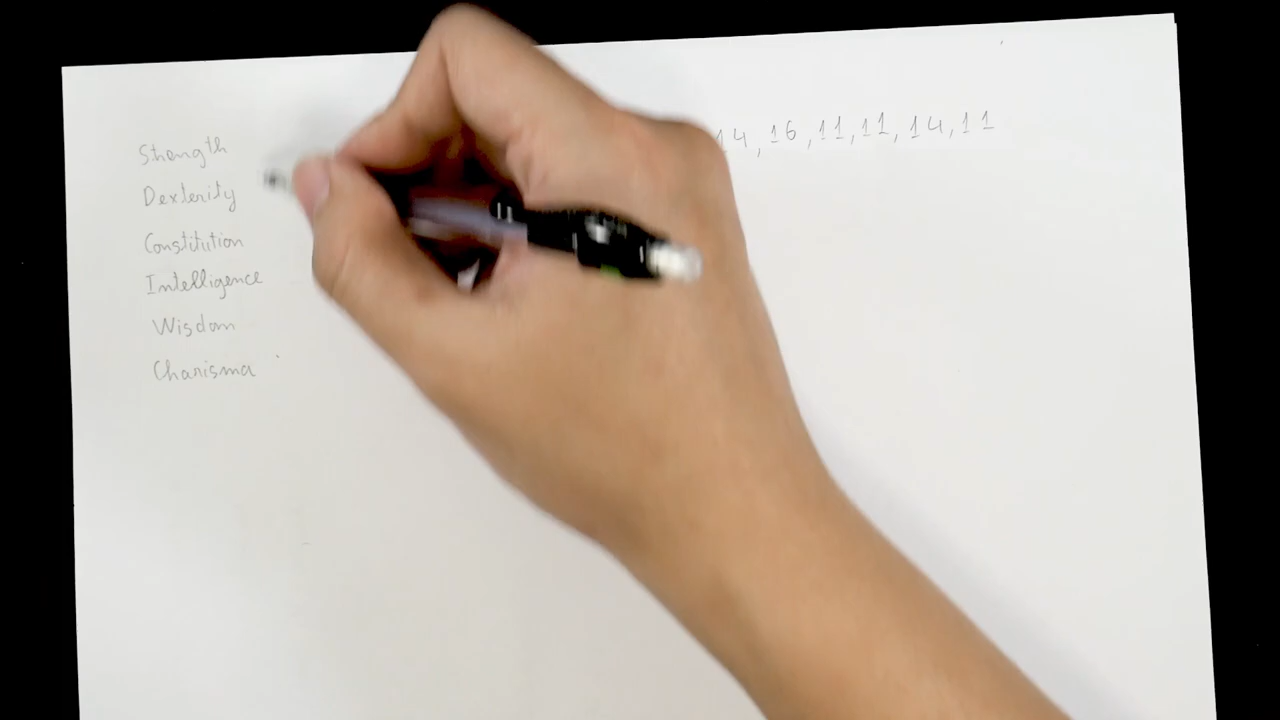 Strength
14, 16, 11, 11, 14, 11
Dexterity
Constitution
Intelligence
Wisdom
Charisma